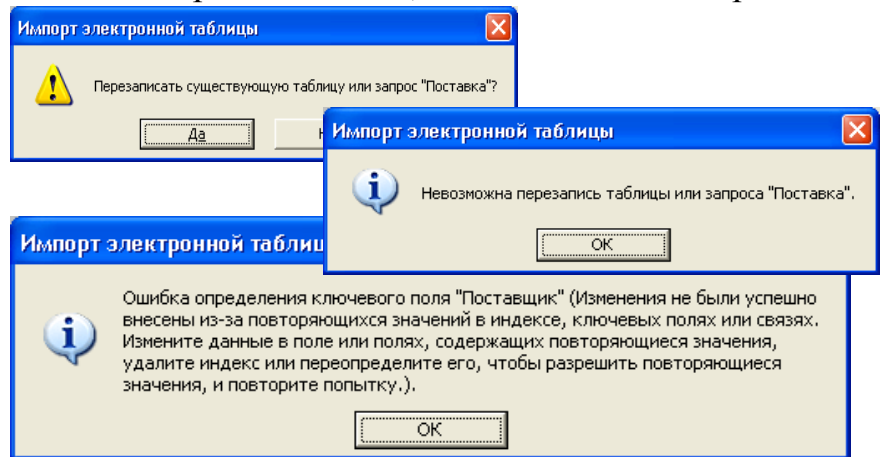 Импорт электронной таблицы
Перезаписать существующую таблицу или запрос "Поставка"?
Да
Импорт электронной таблицы
Невозможна перезапись таблицы или запроса "Поставка".
ОК
Импорт электронной
Ошибка определения ключевого поля "Поставщик" (Изменения не были успешно
внесены из-за повторяющихся значений в индексе, ключевых полях или связях.
Измените данные в поле или полях, содержащих повторяющиеся значения,
удалите индекс или переопределите его, чтобы разрешить повторяющиеся
значения, и повторите попытку.).
ОК